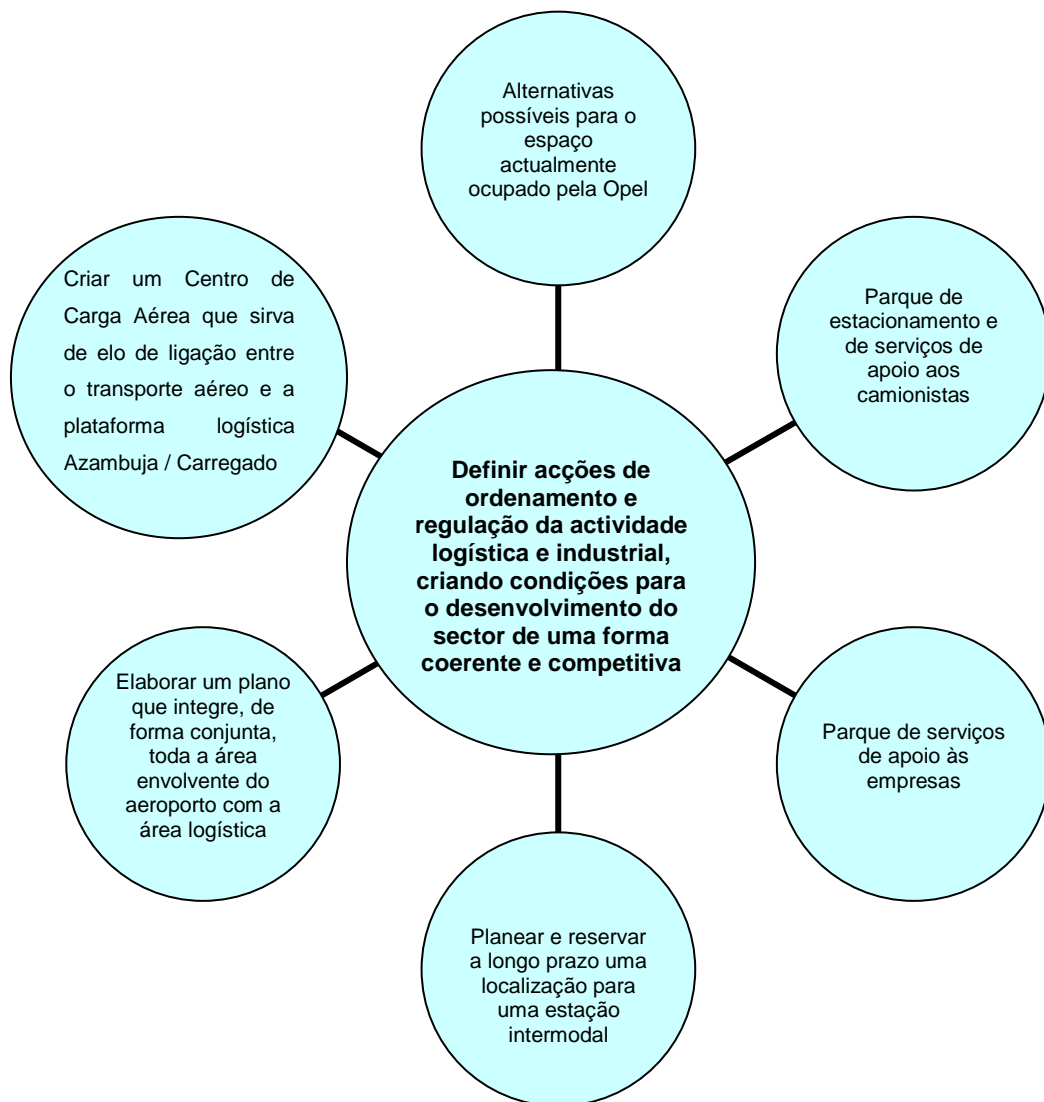 Alternativas
possíveis para o
espaço
actualmente
ocupado pela Opel
Criar um Centro de
Carga Aérea que sirva
de elo de ligação entre
o transporte aéreo e a
plataforma logística
Azambuja / Carregado
Parque de
estacionamento e
de serviços de
apoio aos
camionistas
Definir acções de
ordenamento e
regulação da actividade
logística e industrial,
criando condições para
o desenvolvimento do
sector de uma forma
coerente e competitiva
Elaborar um plano
que integre, de
forma conjunta,
toda a área
envolvente do
aeroporto com a
área logística
Parque de serviços
de apoio às
empresas
Planear e reservar
a longo prazo uma
localização para
uma estação
intermodal